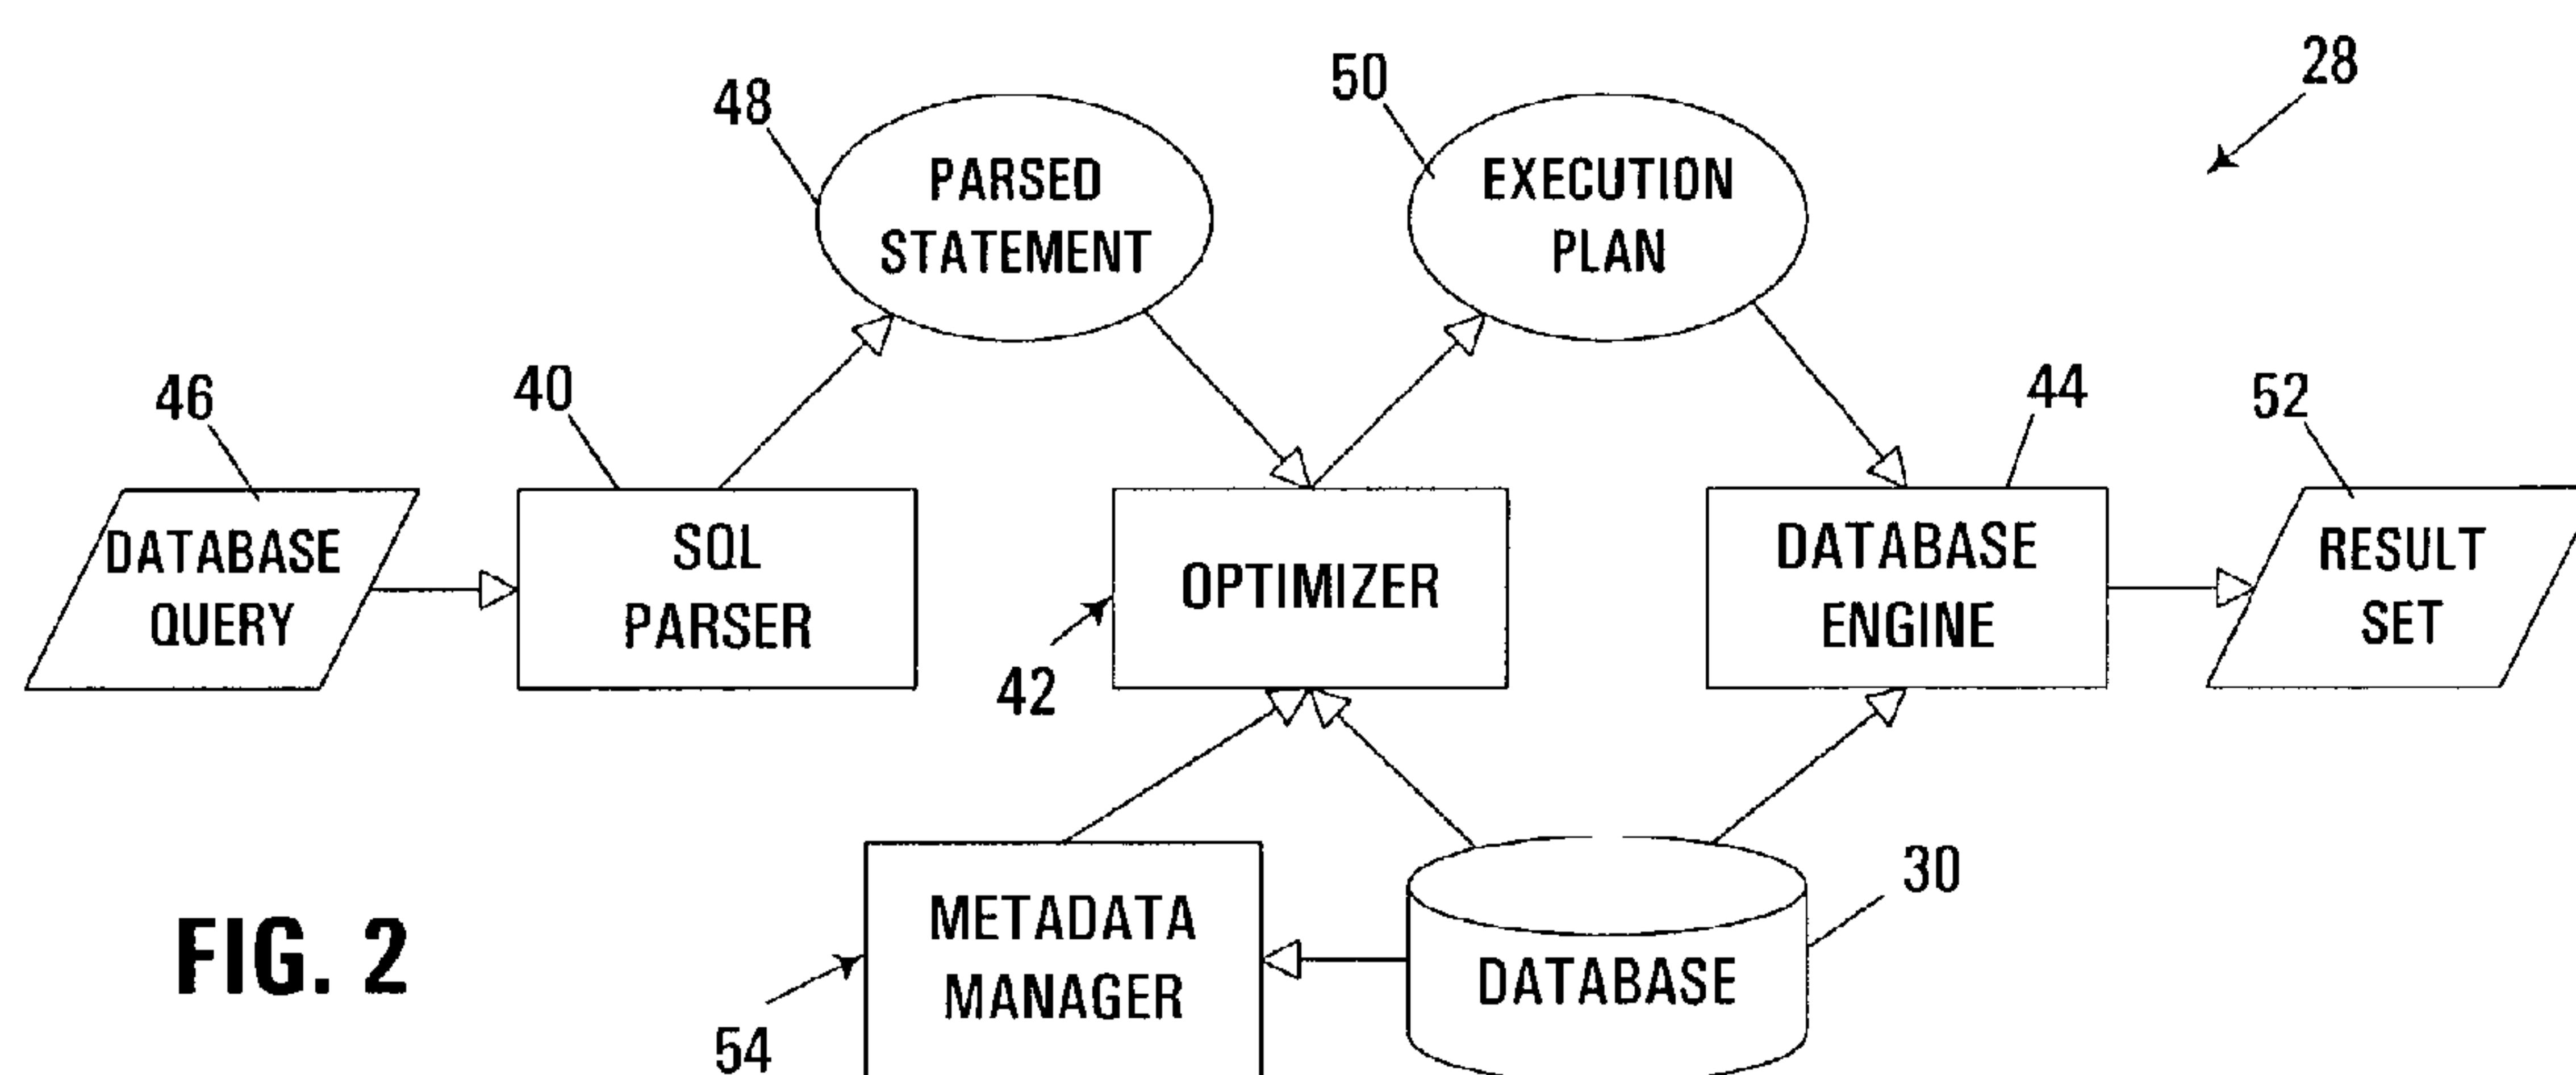 28
48
50
PARSED
STATEMENT
EXECUTION
PLAN
46
40
44
52
DATABASE
QUERY
SQL
PARSER
OPTIMIZER
DATABASE
ENGINE
RESULT
SET
42
30
METADATA
MANAGER
DATABASE
54
FIG. 2